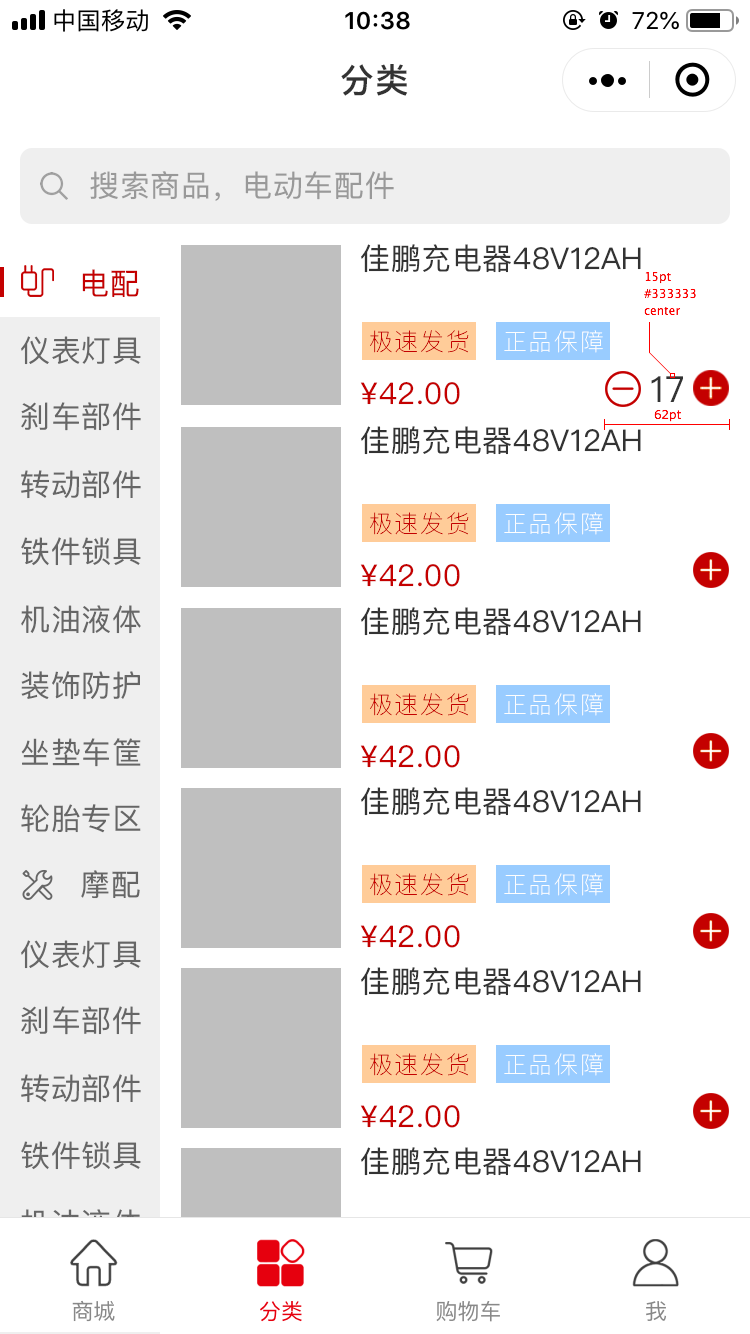 中国移动 10:38 72%
分类
搜索商品，电动车配件
电配
仪表灯具
刹车部件
转动部件
铁件锁具
机油液体
装饰防护
坐垫车筐
轮胎专区
摩配
仪表灯具
刹车部件
转动部件
铁件锁具
机油液体
佳鹏充电器48V12AH
15pt
#333333
center
极速发货 正品保障
¥42.00 17
62pt
佳鹏充电器48V12AH
极速发货 正品保障
¥42.00
佳鹏充电器48V12AH
极速发货 正品保障
¥42.00
佳鹏充电器48V12AH
极速发货 正品保障
¥42.00
佳鹏充电器48V12AH
极速发货 正品保障
¥42.00
佳鹏充电器48V12AH
商城 分类 购物车 我